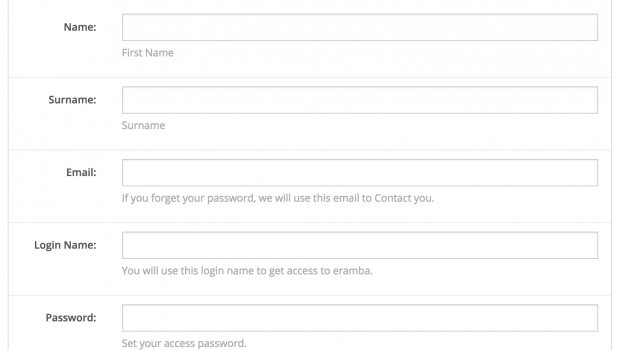 Name:
First Name
Surname:
Surname
Email:
If you forget your password, we will use this email to Contact you.
Login Name:
You will use this login name to get access to eramba.
Password:
Set your access password.